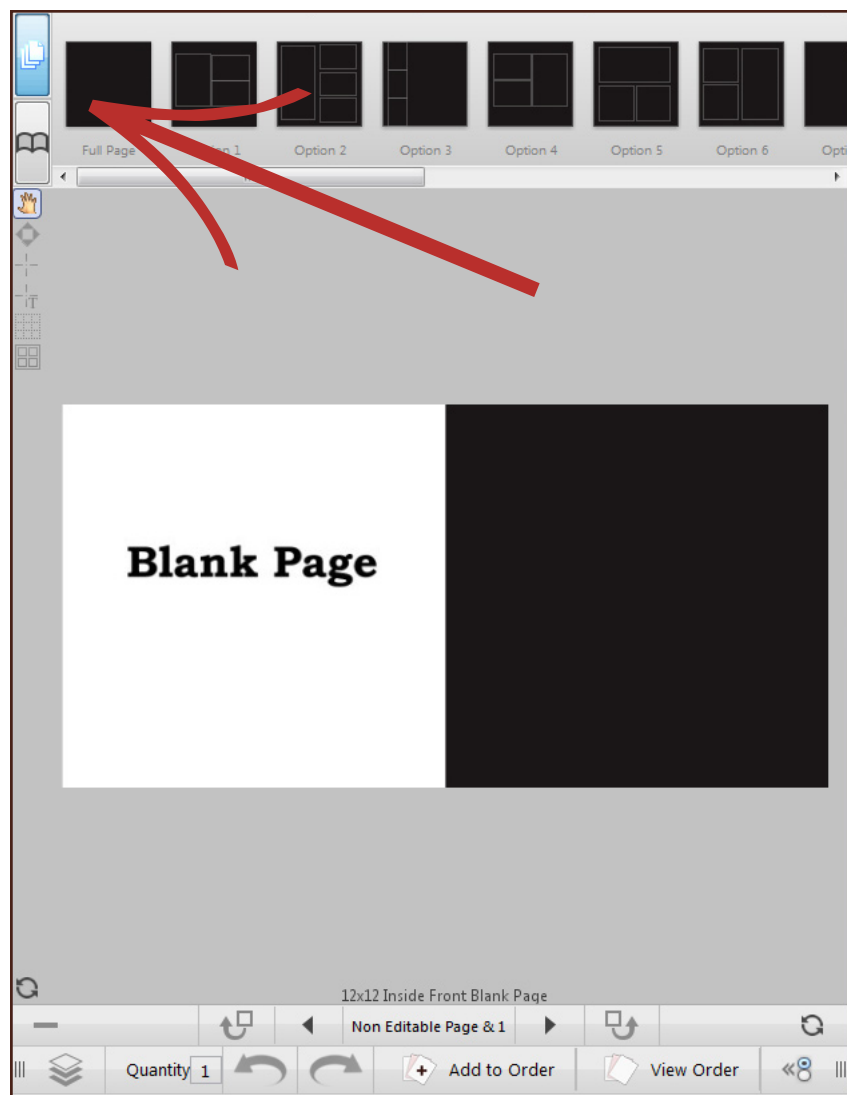 Full Page
Option 2
Option 3
Option 4
Option 5
Option 6
Blank Page
12x12 Inside Front Blank Page
Non Editable Page & 1
Quantity 1
Add to Order
View Order